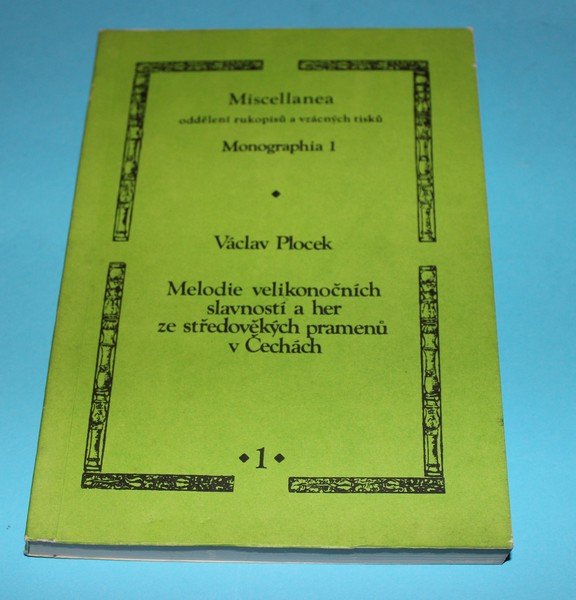 Miscellanea
oddělení rukopisů a vzácných tisků
Monographia 1
Václav Plocek
Melodie velikonočních
slavností a her
ze středověkých pramenů
v Čechách
1